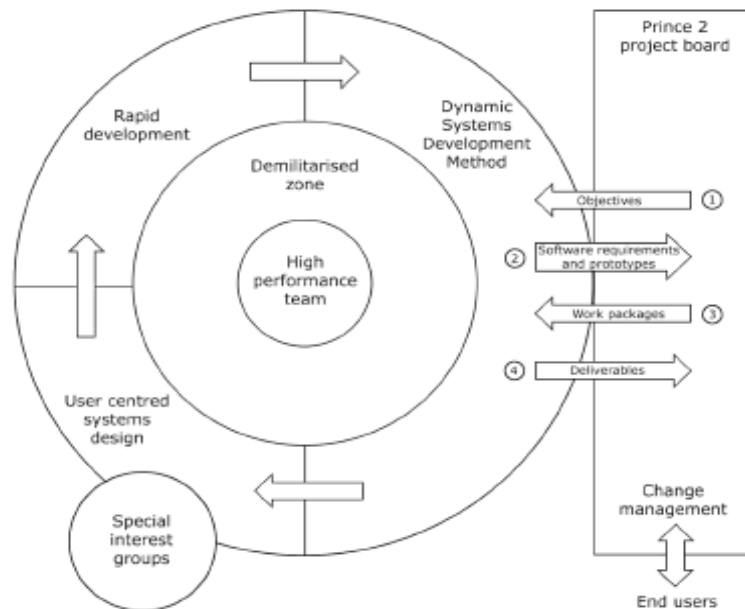 Prince 2
project board
Rapid
development
Dynamic
Systems
Development
Method
Demilitarised
zone
High
performance
team
Objectives
1
2
Software requirements
and prototypes
Work packages
3
4
Deliverables
User centred
systems
design
Special
interest
groups
Change
management
End users